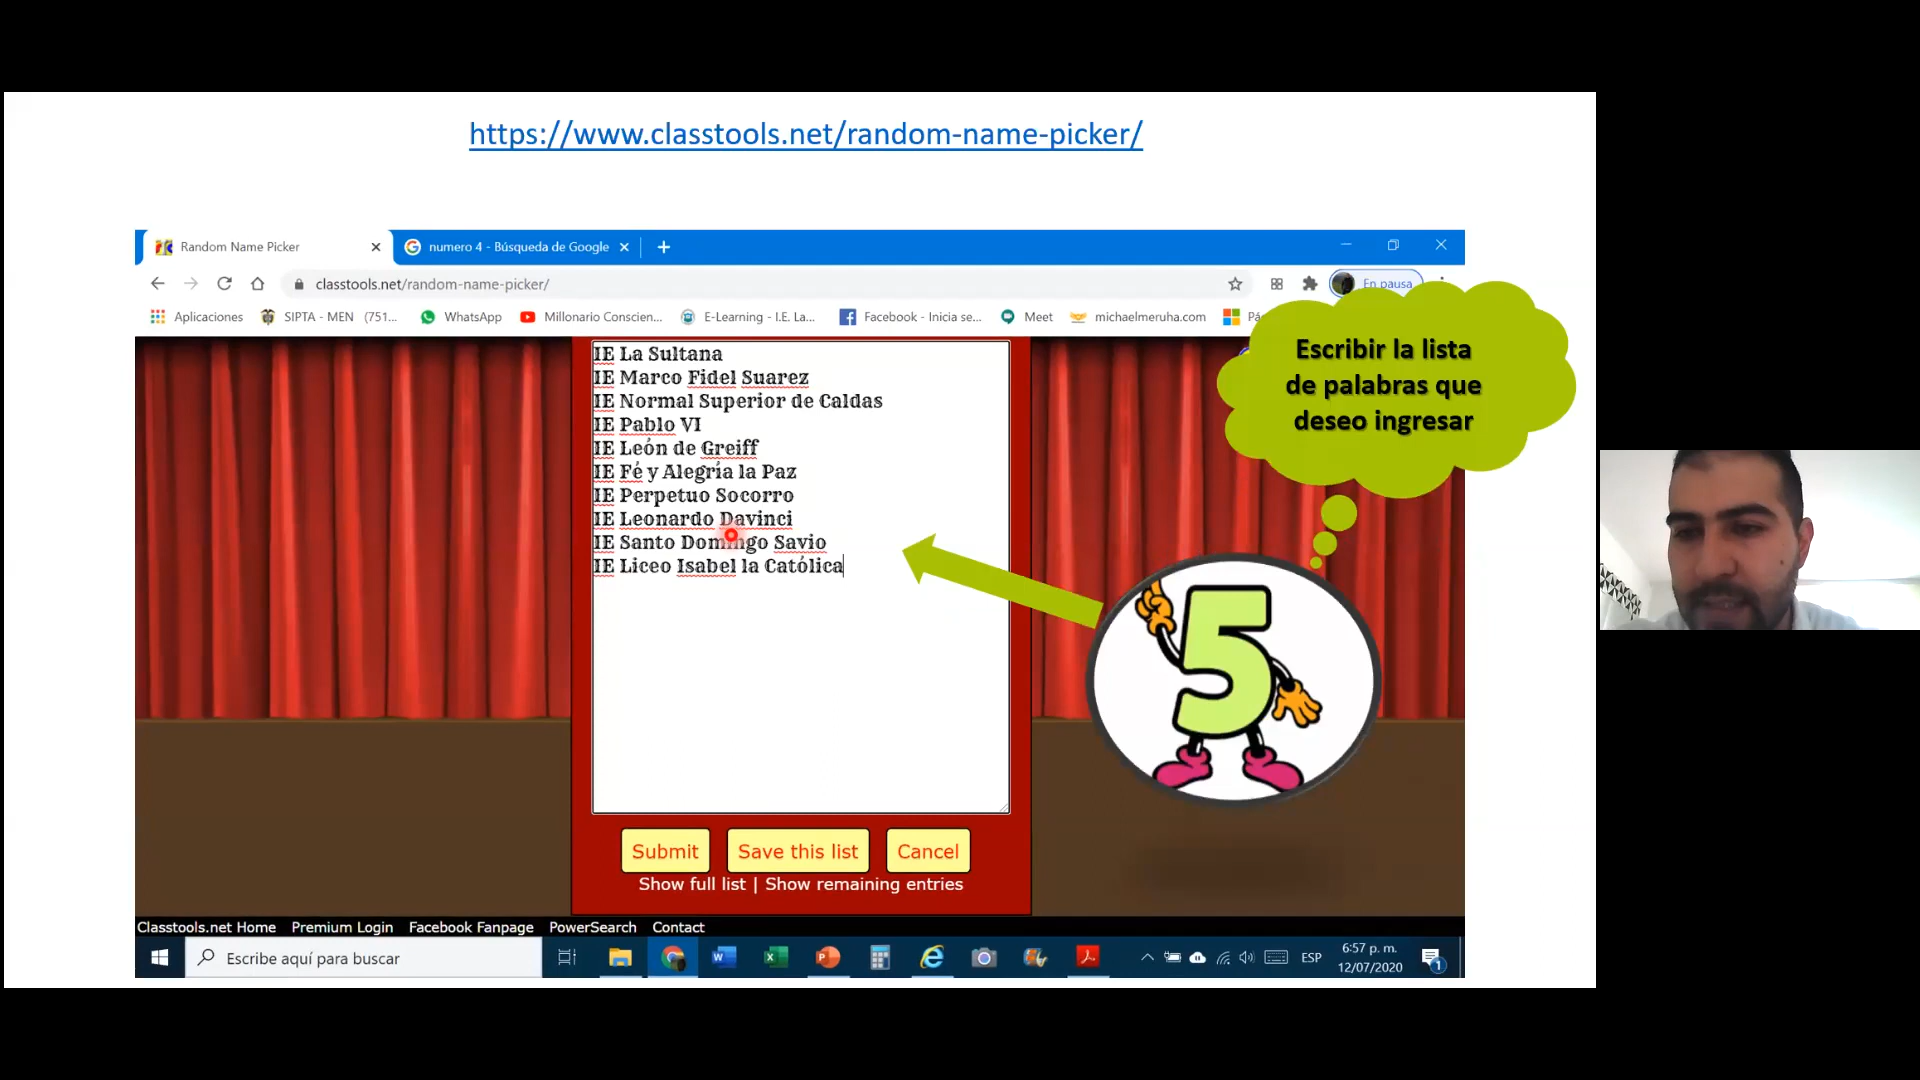 https://www.classtools.net/random-name-picker/
Random Name Picker
numero 4 - Búsqueda de Google
classtools.net/random-name-picker/
En pausa
Aplicaciones
SIPTA - MEN (751...
WhatsApp
Millonario Conscien...
E-Learning - I.E. La...
Facebook - Inicia se...
Meet
michaelmeruha.com
Escribir la lista
de palabras que
deseo ingresar
IE La Sultana
IE Marco Fidel Suarez
IE Normal Superior de Caldas
IE Pablo VI
IE León de Greiff
IE Fé y Alegría la Paz
IE Perpetuo Socorro
IE Leonardo Davinci
IE Santo Domingo Savio
IE Liceo Isabel la Católica
5
Submit
Save this list
Cancel
Show full list | Show remaining entries
Classtools.net Home
Premium Login
Facebook Fanpage
PowerSearch
Contact
Escribe aquí para buscar
ESP
6:57 p. m.
12/07/2020
1